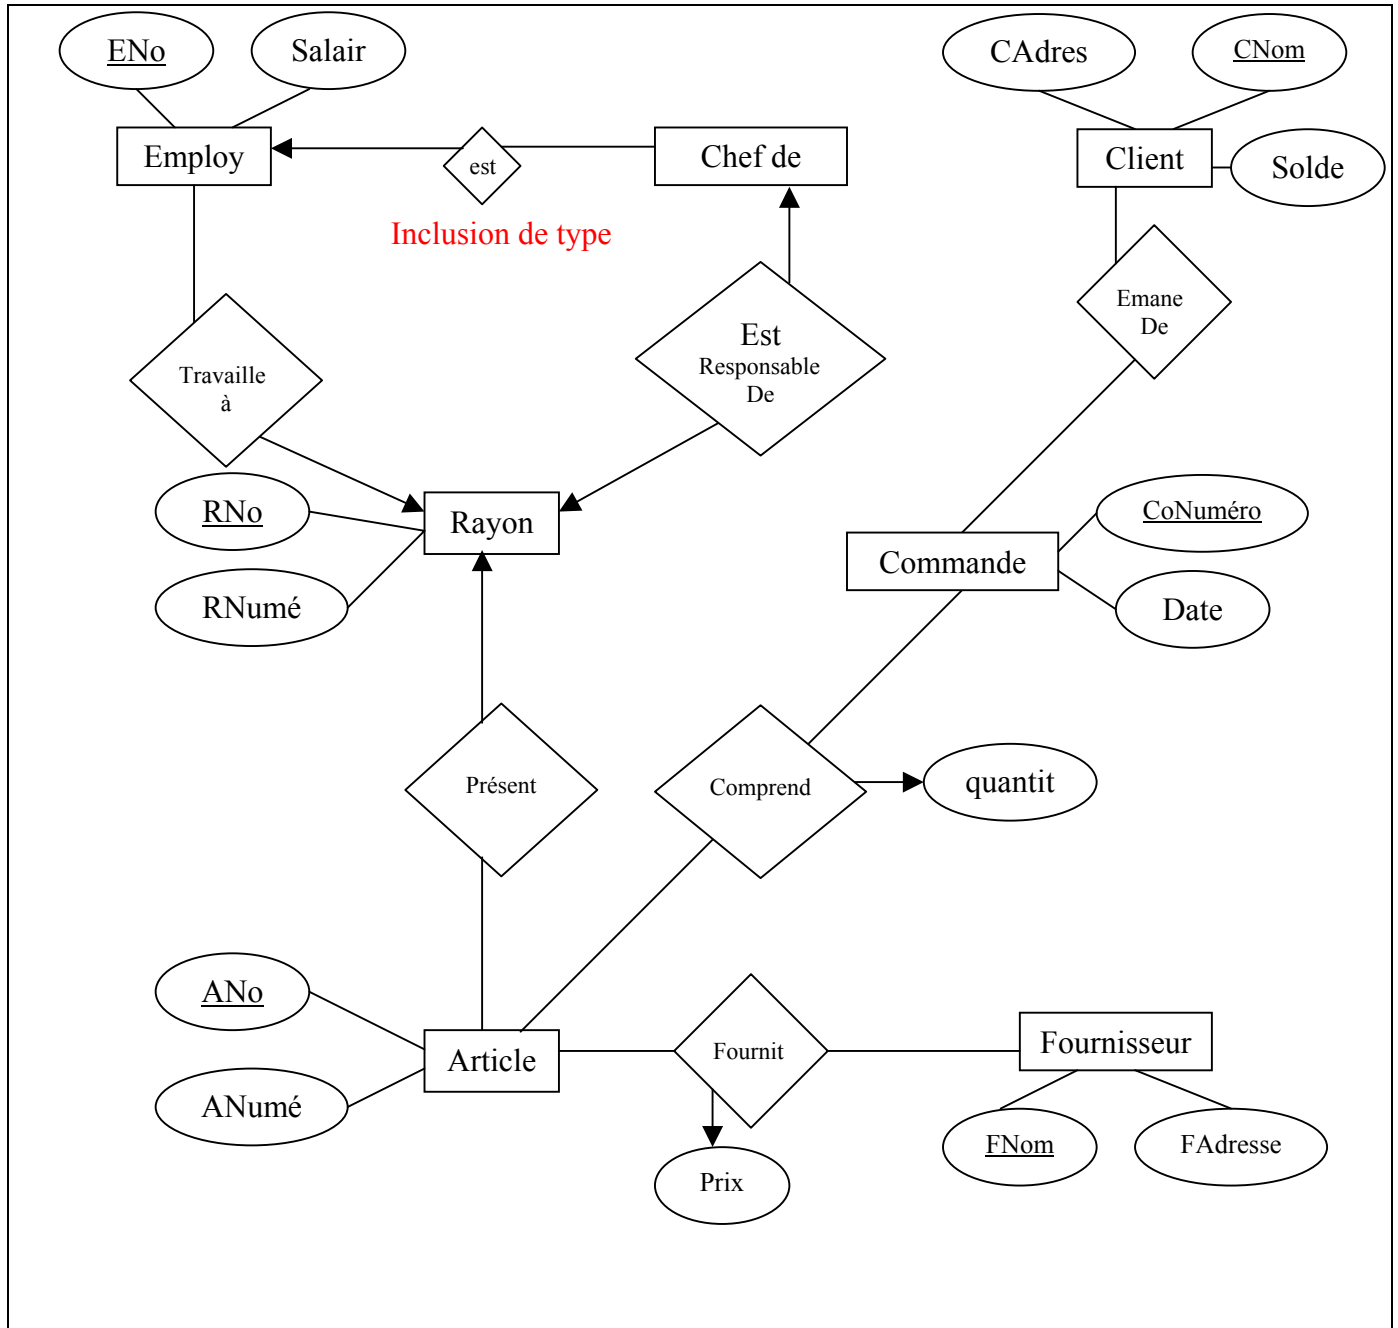 ENo
Salair
CAdres
CNom
Employ
est
Chef de
Client
Solde
Inclusion de type
Travaille
à
Est
Responsable
De
Emane
De
RNo
Rayon
CoNuméro
Commande
RNumé
Date
Présent
Comprend
quantit
ANo
Article
Fournit
Fournisseur
ANumé
Prix
FNom
FAdresse